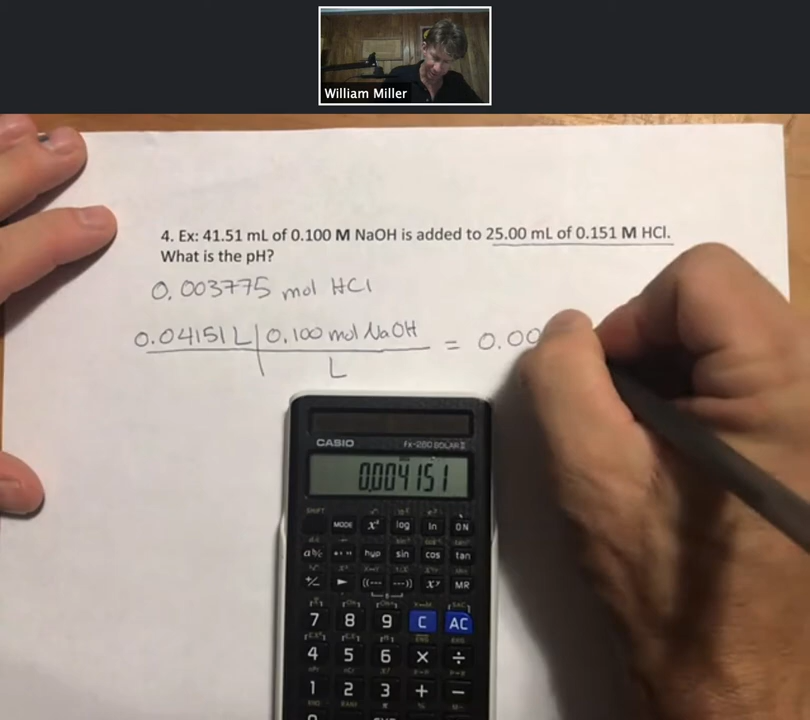 William Miller
4. Ex: 41.51 mL of 0.100 M NaOH is added to 25.00 mL of 0.151 M HCl.
What is the pH?
0.003775 mol HCl
0.04151 L | 0.100 mol NaOH = 0.00
L
CASIO fx-260 SOLAR II
0.004151
SHIFT MODE x² log ln ON
a b/c hyp sin cos tan
+/− ► [(--- ---)] xʸ MR
7 8 9 C AC
4 5 6 × ÷
1 2 3 + −